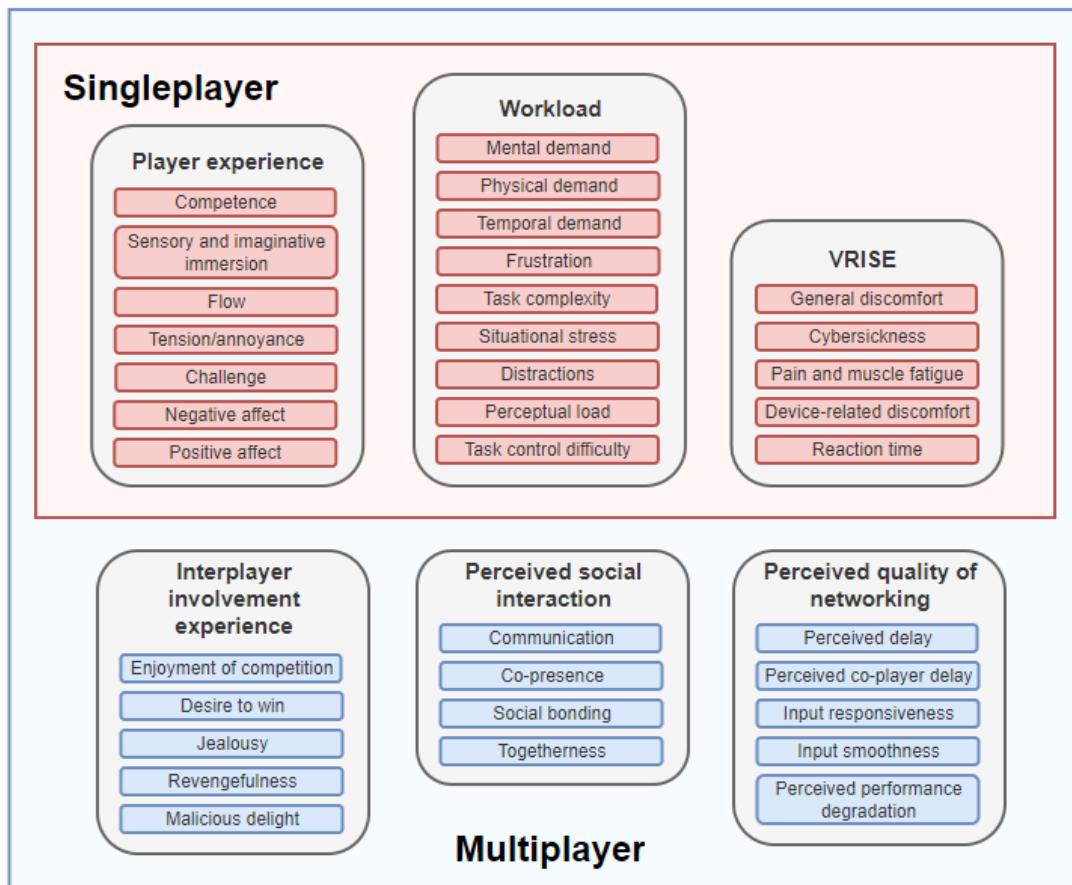 Singleplayer
Player experience
Competence
Sensory and imaginative
immersion
Flow
Tension/annoyance
Challenge
Negative affect
Positive affect
Workload
Mental demand
Physical demand
Temporal demand
Frustration
Task complexity
Situational stress
Distractions
Perceptual load
Task control difficulty
VRISE
General discomfort
Cybersickness
Pain and muscle fatigue
Device-related discomfort
Reaction time
Interplayer
involvement
experience
Enjoyment of competition
Desire to win
Jealousy
Revengefulness
Malicious delight
Perceived social
interaction
Communication
Co-presence
Social bonding
Togetherness
Perceived quality of
networking
Perceived delay
Perceived co-player delay
Input responsiveness
Input smoothness
Perceived performance
degradation
Multiplayer